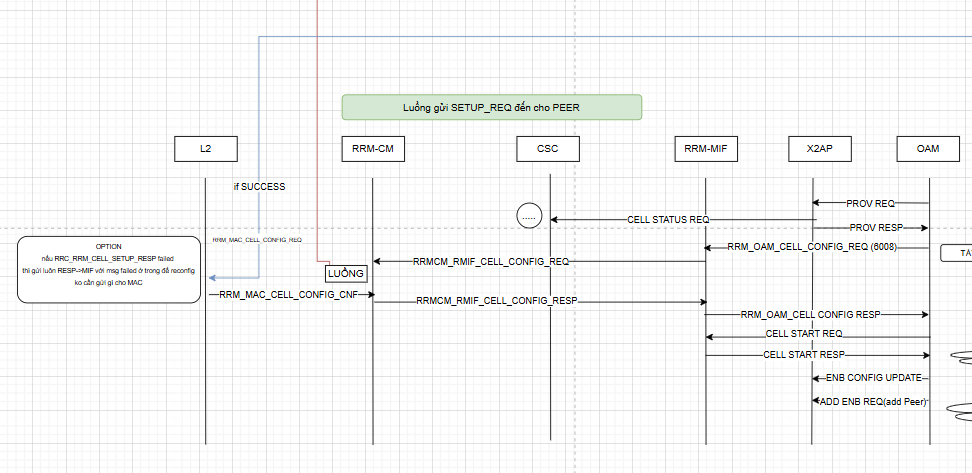 Luồng gửi SETUP_REQ đến cho PEER
L2
RRM-CM
CSC
RRM-MIF
X2AP
OAM
if SUCCESS
PROV REQ
.....
CELL STATUS REQ
PROV RESP
RRM_MAC_CELL_CONFIG_REQ
OPTION
nếu RRC_RRM_CELL_SETUP_RESP failed
thì gửi luôn RESP->MIF với msg failed ở trong để reconfig
ko cần gửi gì cho MAC
RRM_OAM_CELL_CONFIG_REQ (6008)
RRMCM_RMIF_CELL_CONFIG_REQ
LUỒNG
RRM_MAC_CELL_CONFIG_CNF
RRMCM_RMIF_CELL_CONFIG_RESP
RRM_OAM_CELL CONFIG RESP
CELL START REQ
CELL START RESP
ENB CONFIG UPDATE
ADD ENB REQ(add Peer)